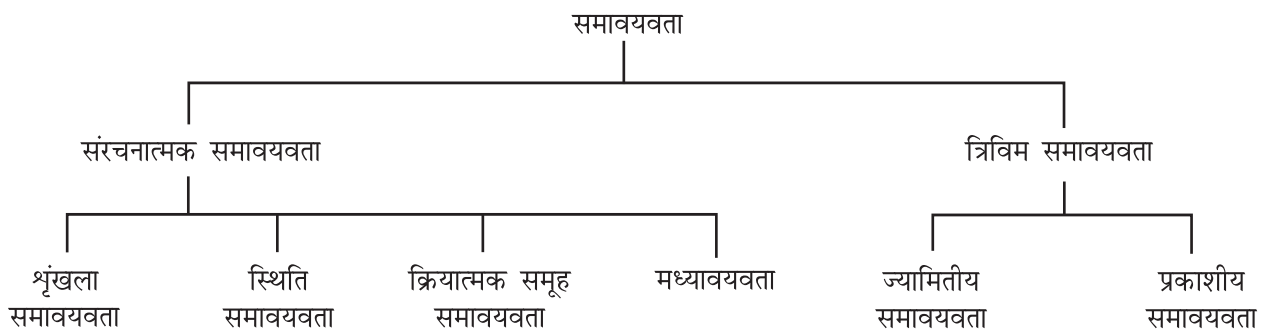 समावयवता
संरचनात्मक समावयवता
त्रिविम समावयवता
शृंखला
समावयवता
स्थिति
समावयवता
क्रियात्मक समूह
समावयवता
मध्यावयवता
ज्यामितीय
समावयवता
प्रकाशीय
समावयवता